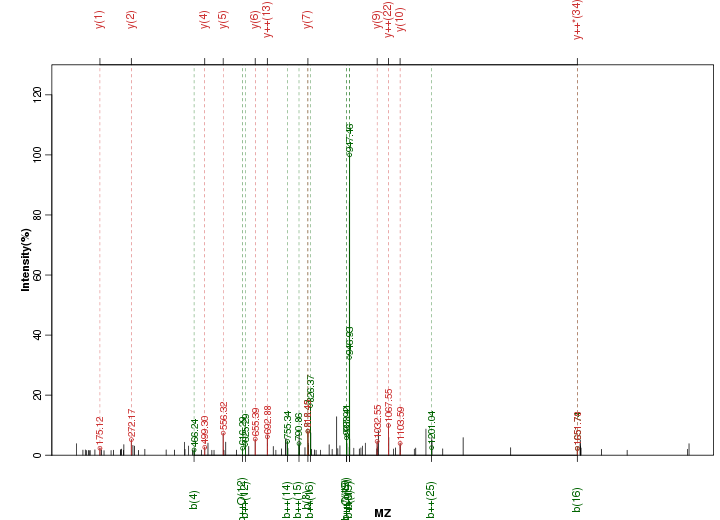 y(1)
y(2)
y(4)
y(5)
y(6)
y++(13)
y(7)
y(9)
y++(22)
y(10)
y++*(34)
Intensity(%)
0
20
40
60
80
100
120
175.12
272.17
466.24
499.30
556.32
655.39
692.88
755.34
790.86
826.37
946.93
947.46
1032.55
1067.55
1103.59
1201.04
b(4)
b++(14)
b++(15)
b++(25)
b(16)
MZ